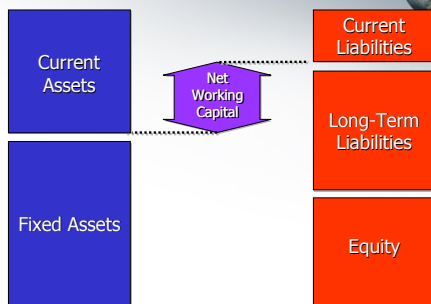 Current
Assets
Fixed Assets
Net
Working
Capital
Current
Liabilities
Long-Term
Liabilities
Equity